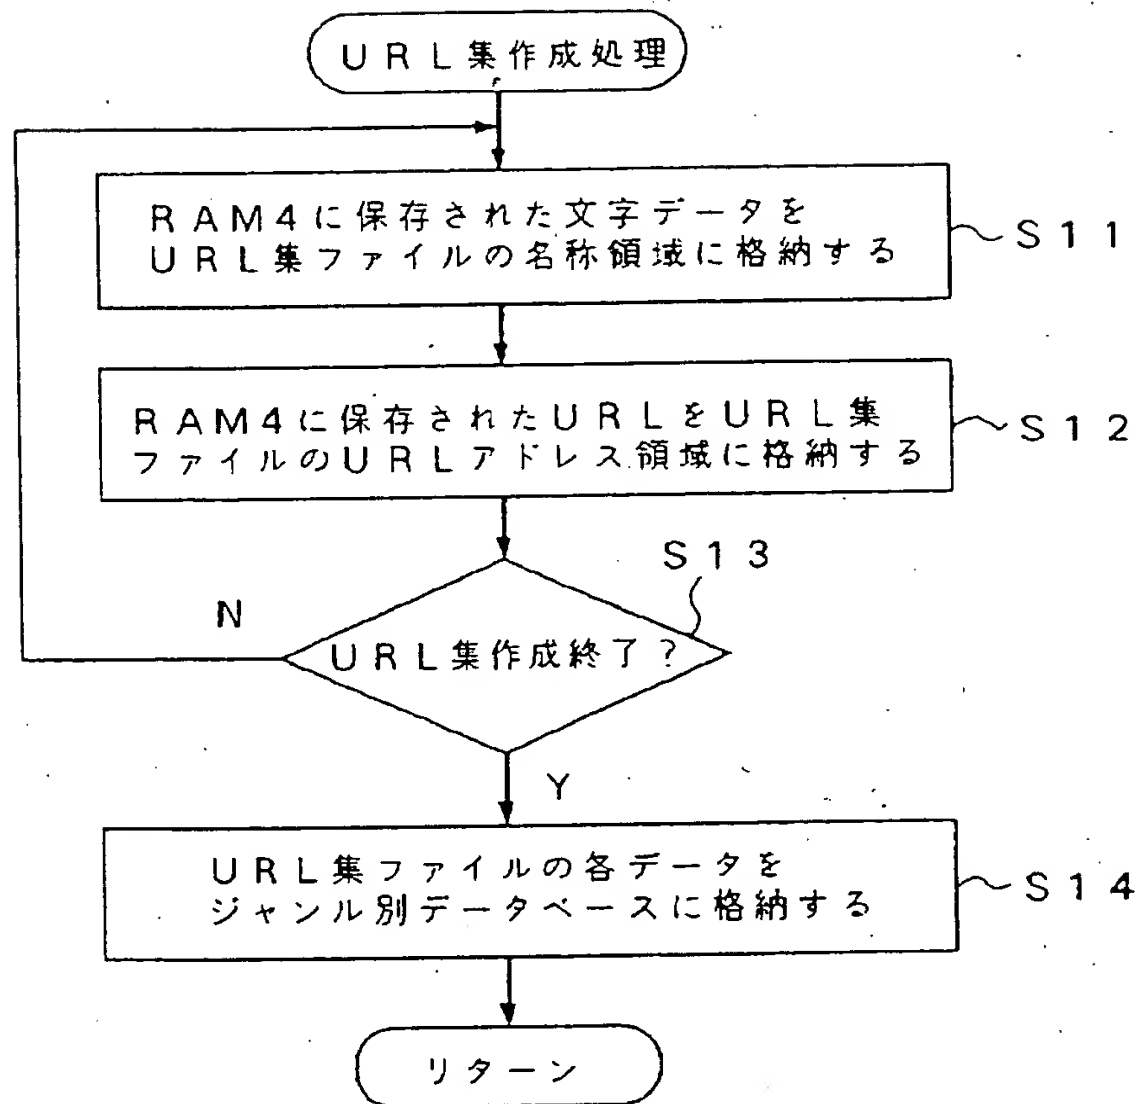 URL集作成処理
RAM4に保存された文字データを
URL集ファイルの名称領域に格納する
S11
RAM4に保存されたURLをURL集
ファイルのURLアドレス領域に格納する
S12
S13
N
URL集作成終了?
Y
URL集ファイルの各データを
ジャンル別データベースに格納する
S14
リターン